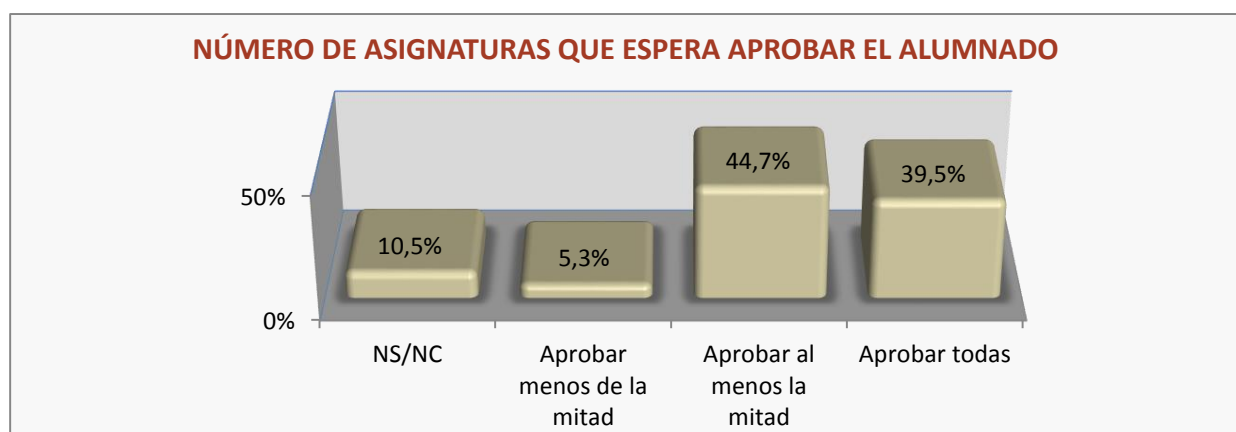 NÚMERO DE ASIGNATURAS QUE ESPERA APROBAR EL ALUMNADO
50%
0%
10,5%
5,3%
44,7%
39,5%
NS/NC
Aprobar
menos de la
mitad
Aprobar al
menos la
mitad
Aprobar todas